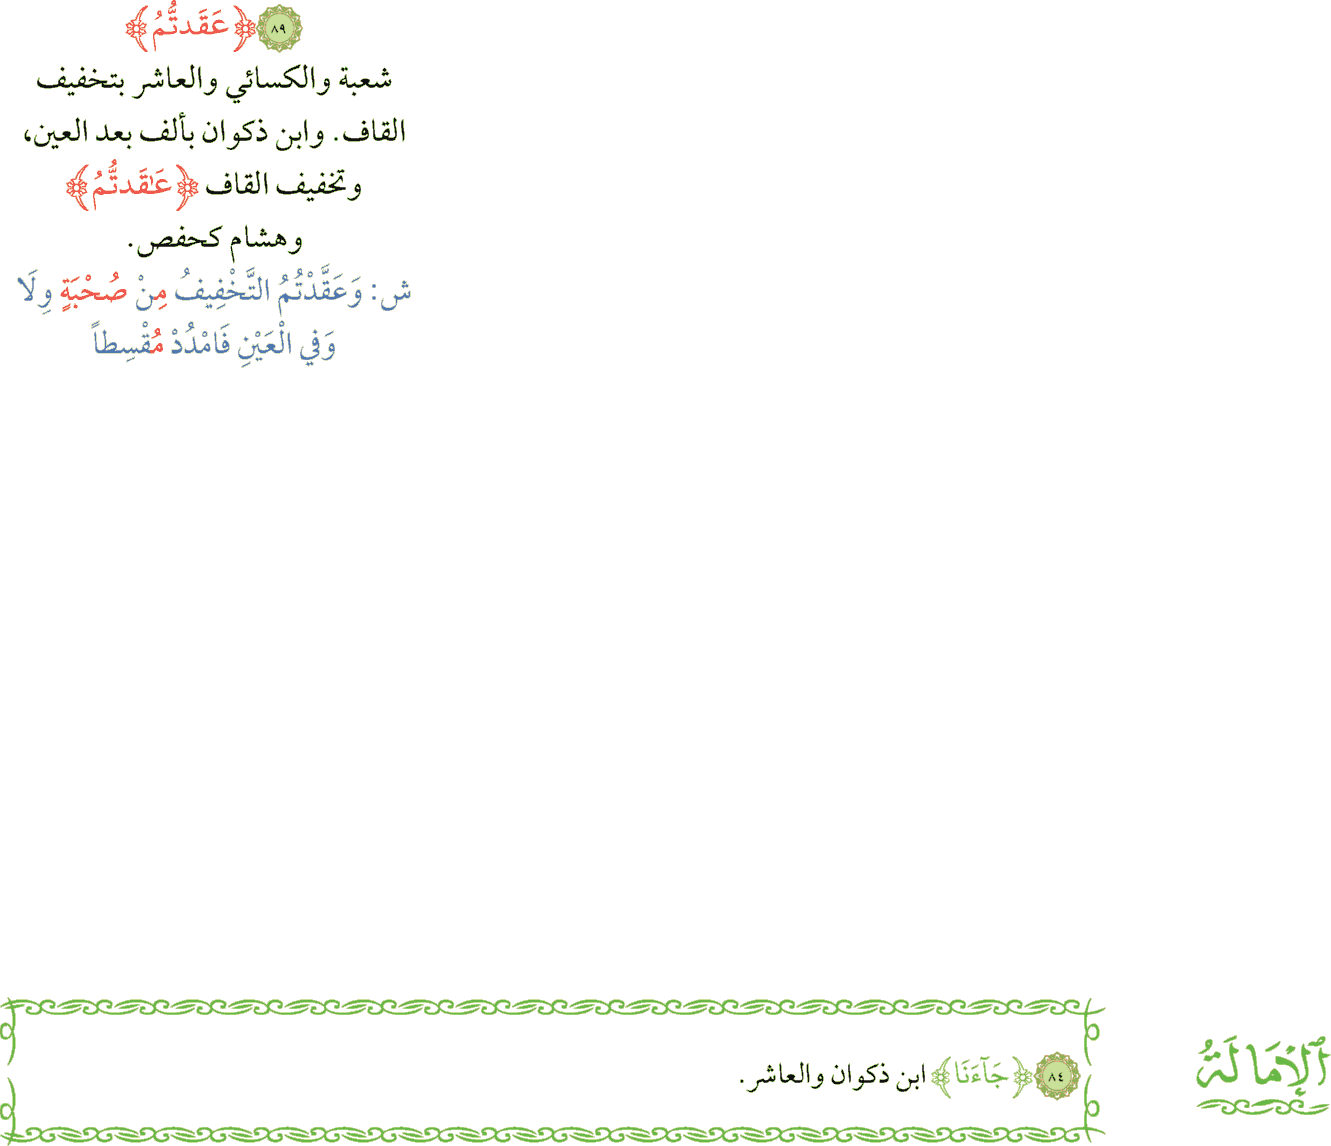 ٨٩ ﴿عَقَدتُّمُ﴾
شعبة والكسائي والعاشر بتخفيف
القاف. وابن ذكوان بألف بعد العين،
وتخفيف القاف ﴿عَٰقَدتُّمُ﴾
وهشام كحفص.
ش: وَعَقَّدْتُمُ التَّخْفِيفُ مِنْ صُحْبَةٍ وِلَا
وَفِي الْعَيْنِ فَامْدُدْ مُقْسِطاً
ٱلْإِمَالَةُ
٨٤ ﴿جَآءَنَا﴾ ابن ذكوان والعاشر.